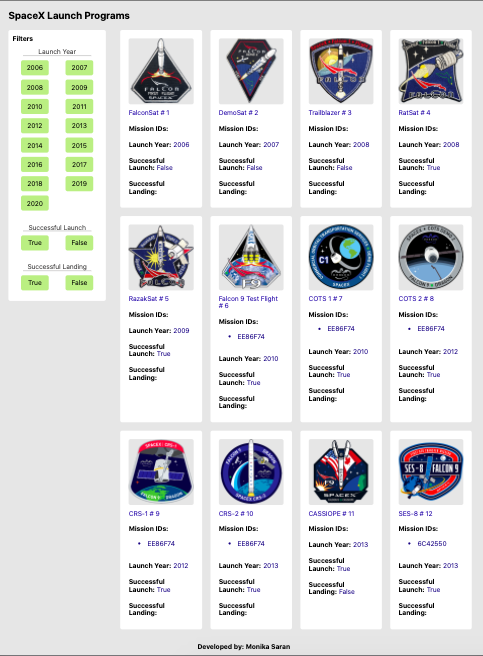 SpaceX Launch Programs
Filters
Launch Year
2006 2007
2008 2009
2010 2011
2012 2013
2014 2015
2016 2017
2018 2019
2020
Successful Launch
True False
Successful Landing
True False
FalconSat # 1
Mission IDs:
Launch Year: 2006
Successful
Launch: False
Successful
Landing:
DemoSat # 2
Mission IDs:
Launch Year: 2007
Successful
Launch: False
Successful
Landing:
Trailblazer # 3
Mission IDs:
Launch Year: 2008
Successful
Launch: False
Successful
Landing:
RatSat # 4
Mission IDs:
Launch Year: 2008
Successful
Launch: True
Successful
Landing:
RazakSat # 5
Mission IDs:
Launch Year: 2009
Successful
Launch: True
Successful
Landing:
F9
Falcon 9 Test Flight
# 6
Mission IDs:
• EE86F74
Launch Year: 2010
Successful
Launch: True
Successful
Landing:
C1
COTS 1 # 7
Mission IDs:
• EE86F74
Launch Year: 2010
Successful
Launch: True
Successful
Landing:
COTS 2 # 8
Mission IDs:
• EE86F74
Launch Year: 2012
Successful
Launch: True
Successful
Landing:
CRS-1 # 9
Mission IDs:
• EE86F74
Launch Year: 2012
Successful
Launch: True
Successful
Landing:
CRS-2 # 10
Mission IDs:
• EE86F74
Launch Year: 2013
Successful
Launch: True
Successful
Landing:
F9
SPACEX
CASSIOPE # 11
Mission IDs:
Launch Year: 2013
Successful
Launch: True
Successful
Landing: False
SES-8 FALCON 9
SES-8 # 12
Mission IDs:
• 6C42550
Launch Year: 2013
Successful
Launch: True
Successful
Landing:
Developed by: Monika Saran